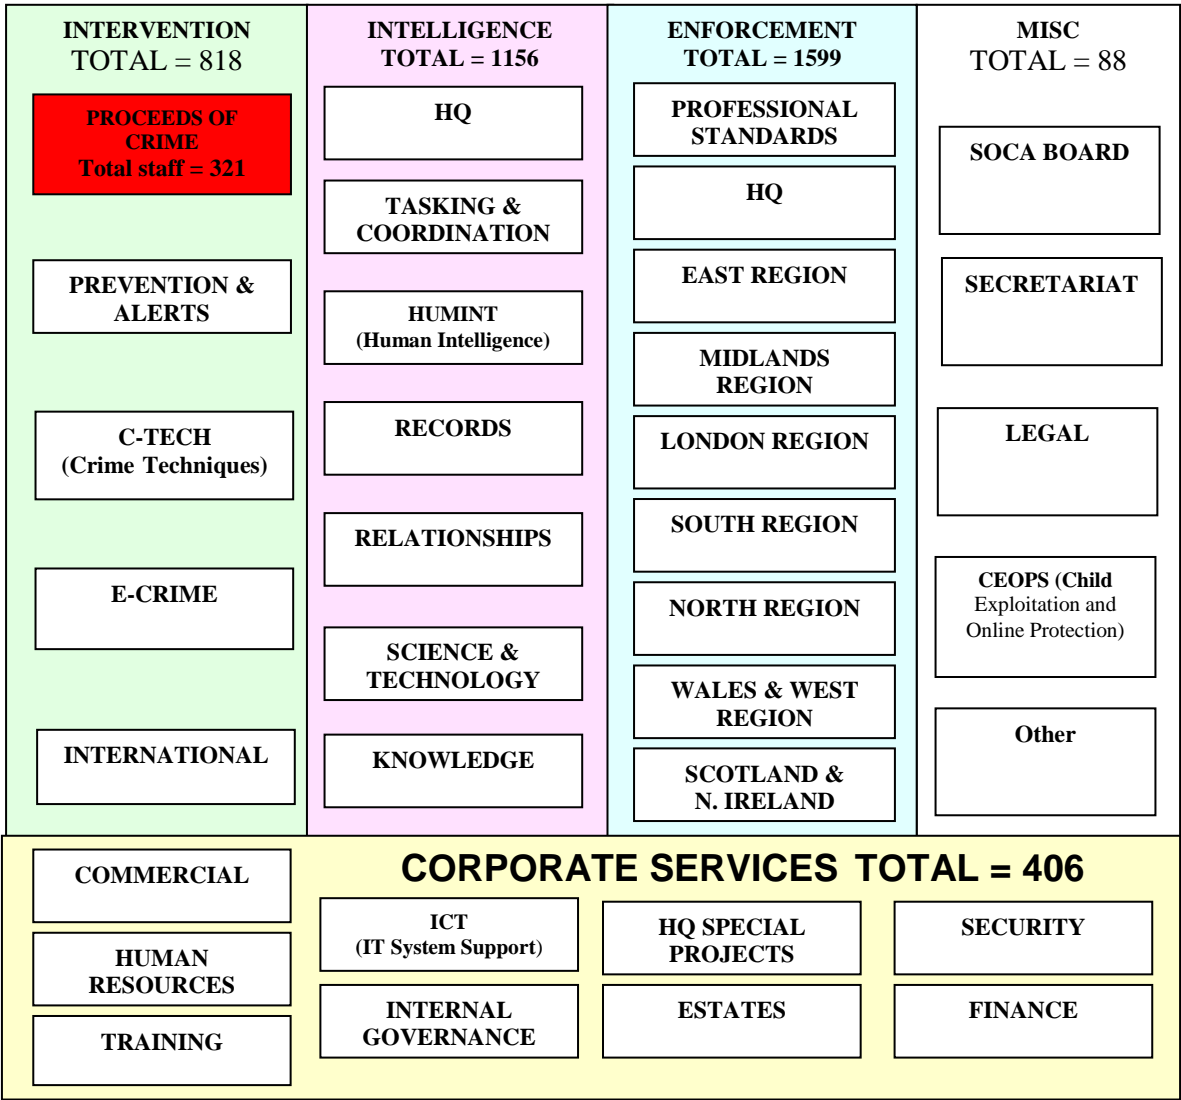 INTERVENTION
TOTAL = 818
PROCEEDS OF
CRIME
Total staff = 321
PREVENTION &
ALERTS
C-TECH
(Crime Techniques)
E-CRIME
INTERNATIONAL
INTELLIGENCE
TOTAL = 1156
HQ
TASKING &
COORDINATION
HUMINT
(Human Intelligence)
RECORDS
RELATIONSHIPS
SCIENCE &
TECHNOLOGY
KNOWLEDGE
ENFORCEMENT
TOTAL = 1599
PROFESSIONAL
STANDARDS
HQ
EAST REGION
MIDLANDS
REGION
LONDON REGION
SOUTH REGION
NORTH REGION
WALES & WEST
REGION
SCOTLAND &
N. IRELAND
MISC
TOTAL = 88
SOCA BOARD
SECRETARIAT
LEGAL
CEOPS (Child
Exploitation and
Online Protection)
Other
CORPORATE SERVICES TOTAL = 406
COMMERCIAL
HUMAN
RESOURCES
TRAINING
ICT
(IT System Support)
INTERNAL
GOVERNANCE
HQ SPECIAL
PROJECTS
ESTATES
SECURITY
FINANCE